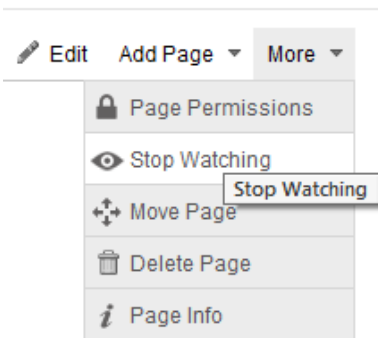 Edit Add Page More
Page Permissions
Stop Watching
Stop Watching
Move Page
Delete Page
Page Info